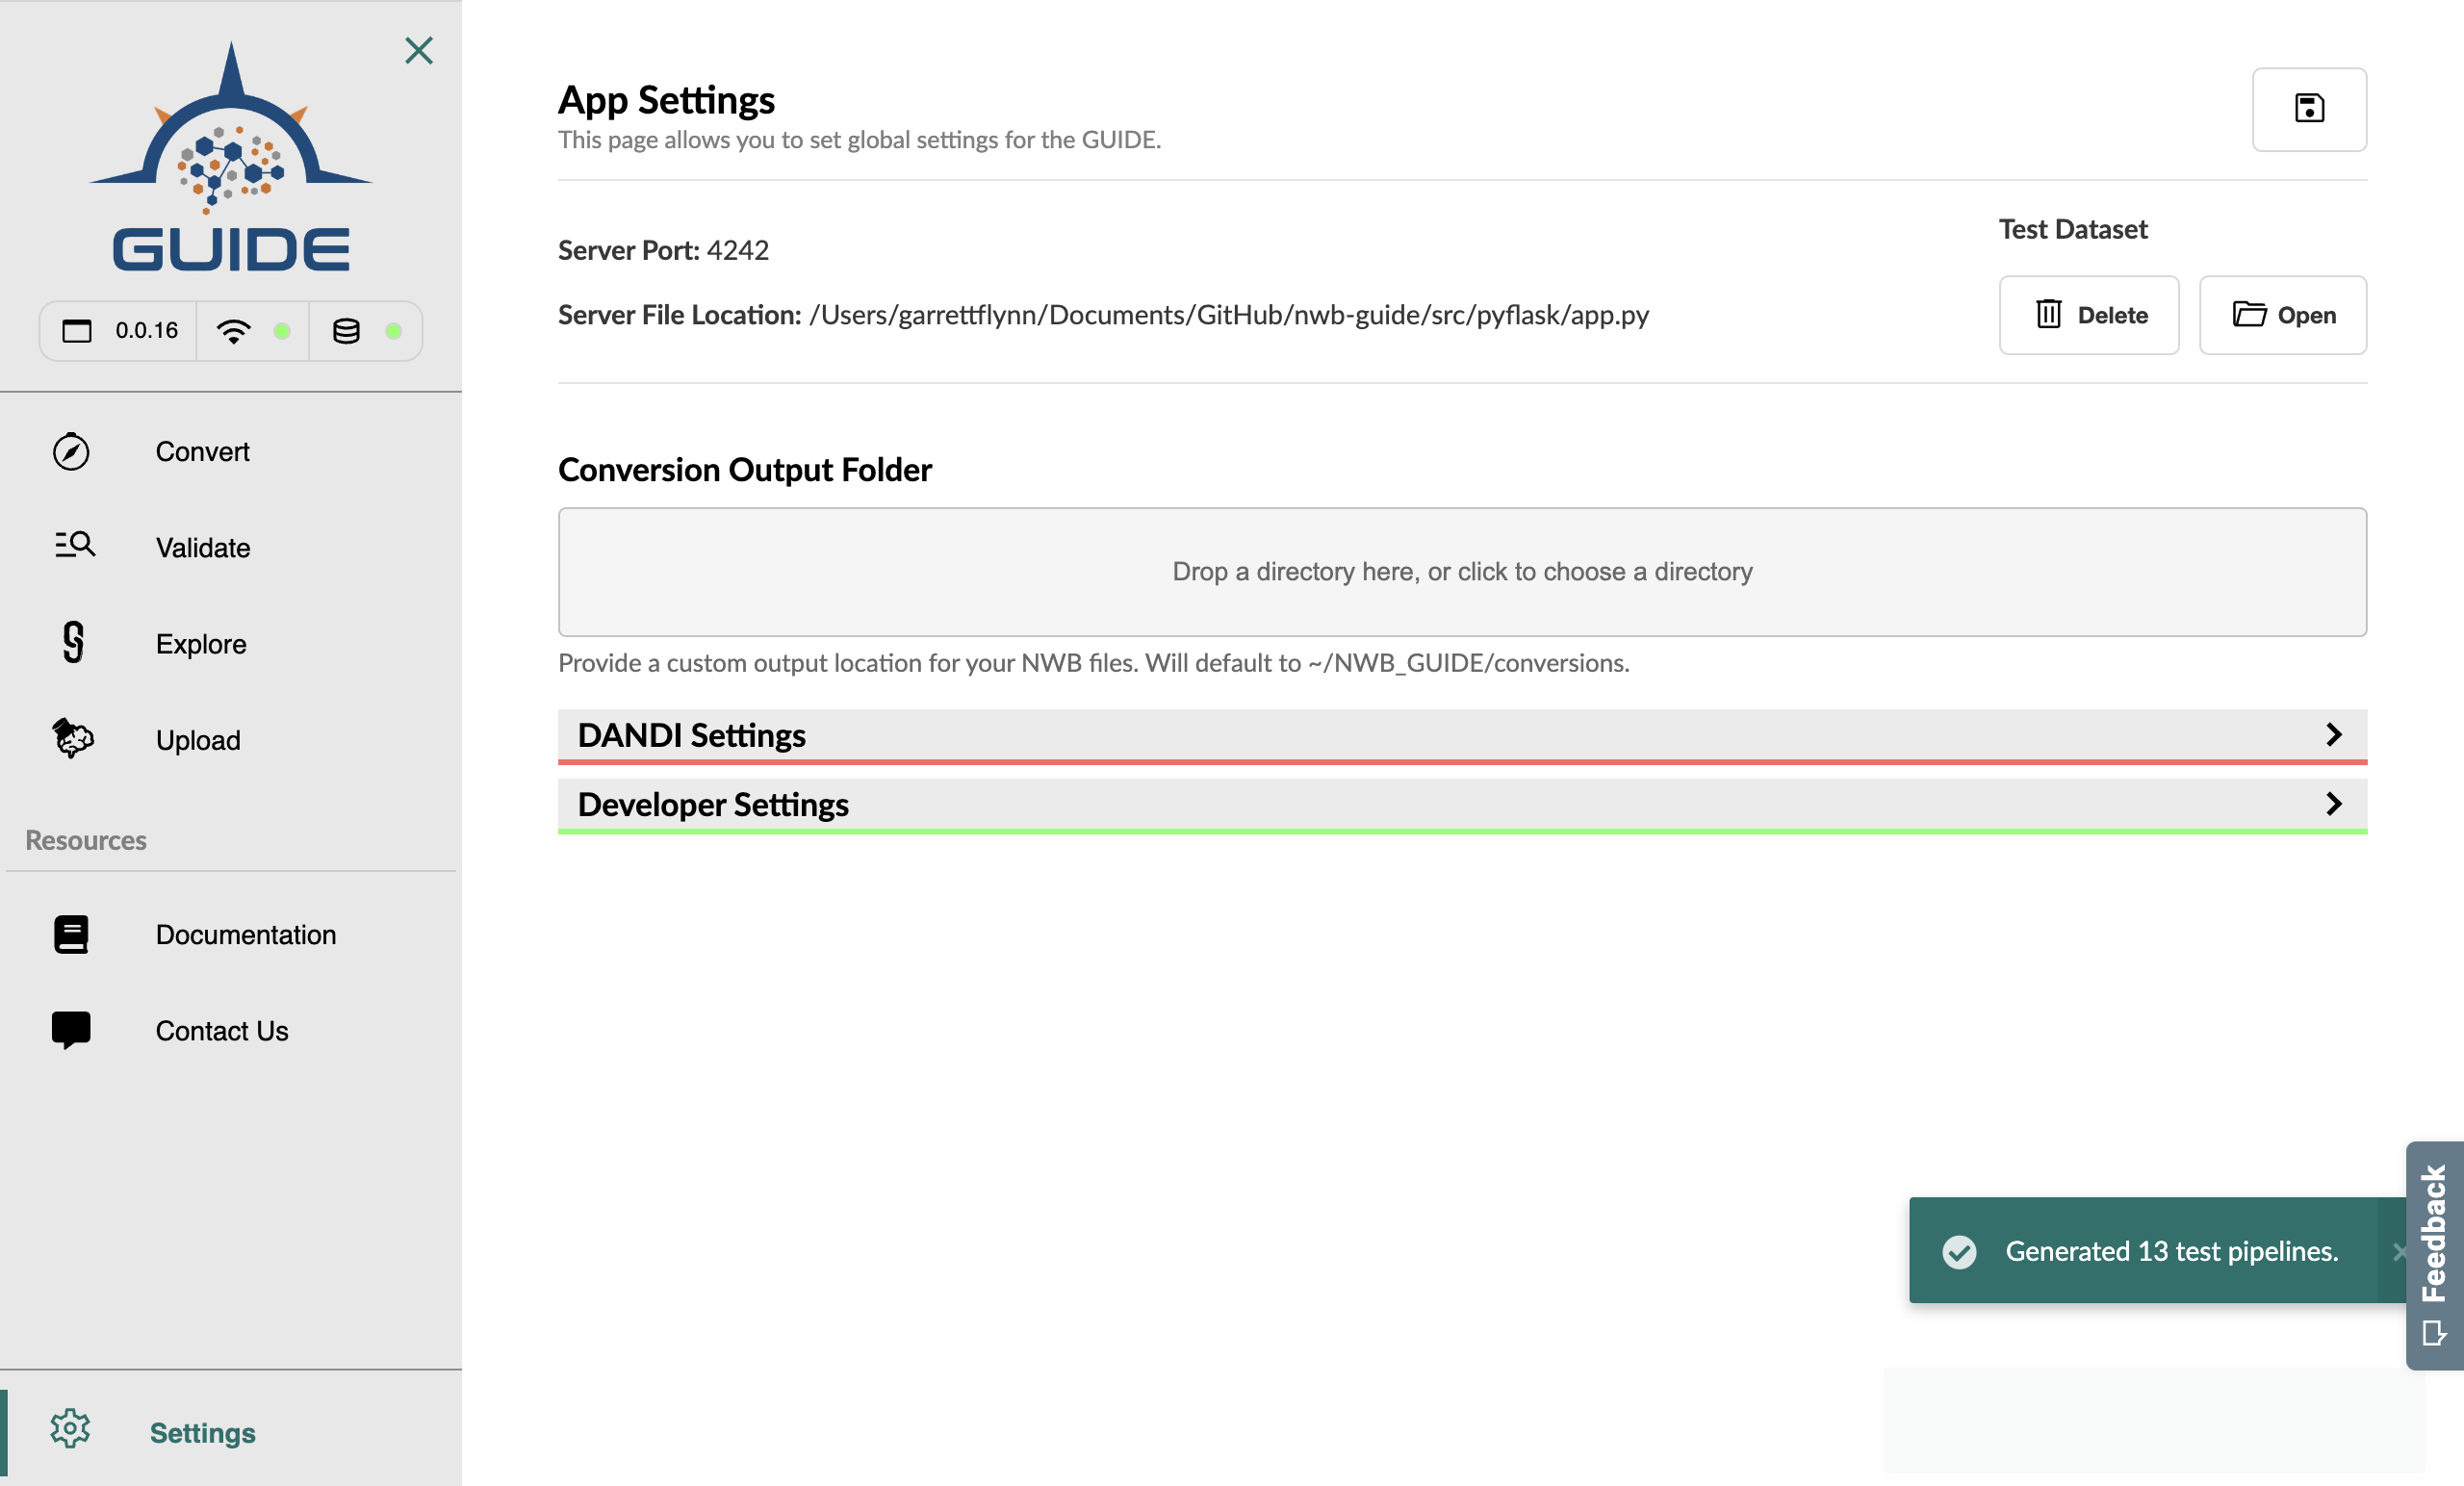 GUIDE
0.0.16
Convert
Validate
Explore
Upload
Resources
Documentation
Contact Us
Settings
App Settings
This page allows you to set global settings for the GUIDE.
Server Port: 4242
Server File Location: /Users/garrettflynn/Documents/GitHub/nwb-guide/src/pyflask/app.py
Test Dataset
Delete
Open
Conversion Output Folder
Drop a directory here, or click to choose a directory
Provide a custom output location for your NWB files. Will default to ~/NWB_GUIDE/conversions.
DANDI Settings
Developer Settings
Generated 13 test pipelines.
Feedback